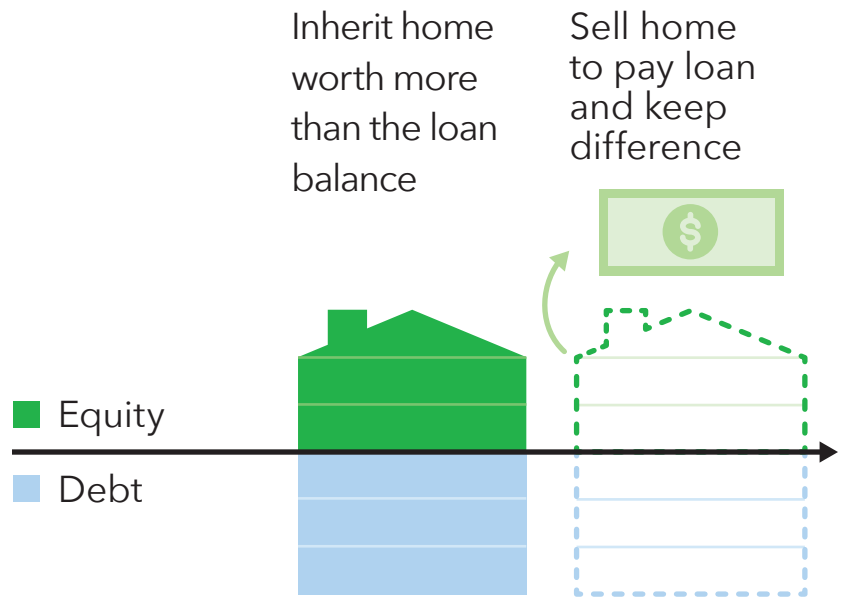 Inherit home
worth more
than the loan
balance
Sell home
to pay loan
and keep
difference
$
Equity
Debt